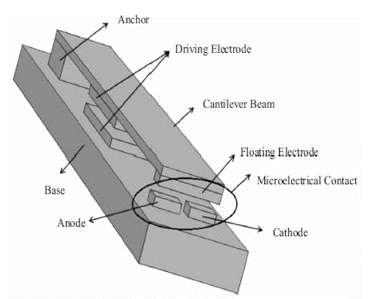 Anchor
Driving Electrode
Cantilever Beam
Floating Electrode
Microelectrical Contact
Base
Anode
Cathode